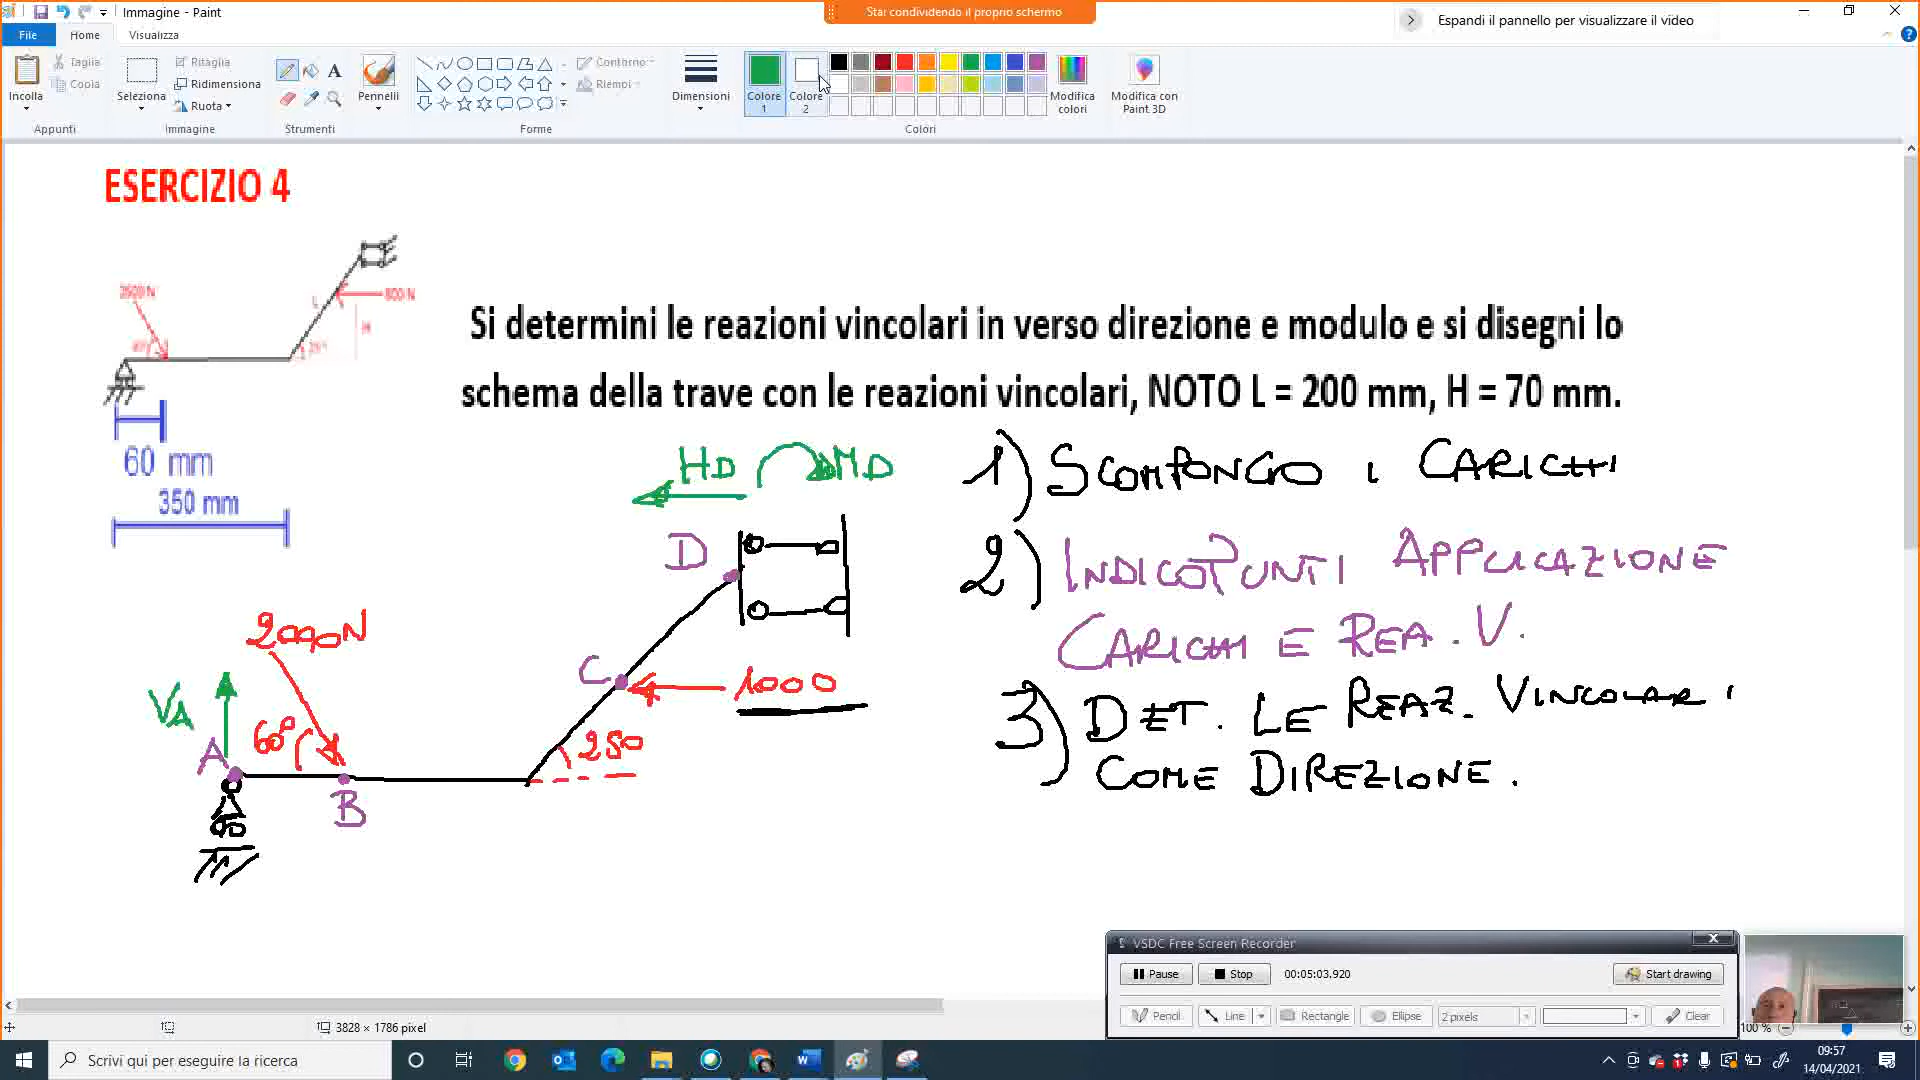 Immagine - Paint
Stai condividendo il proprio schermo
Espandi il pannello per visualizzare il video
File
Home
Visualizza
Incolla
Taglia
Copia
Appunti
Seleziona
Ritaglia
Ridimensiona
Ruota
Immagine
Strumenti
Pennelli
Contorno
Riempi
Forme
Dimensioni
Colore 1
Colore 2
Colori
Modifica colori
Modifica con Paint 3D
ESERCIZIO 4
L
H
60 mm
350 mm
Si determini le reazioni vincolari in verso direzione e modulo e si disegni lo
schema della trave con le reazioni vincolari, NOTO L = 200 mm, H = 70 mm.
HD
MD
D
VA
A
60°
B
C
1000
1) SCOMPONGO I CARICHI
2) INDICO PUNTI APPLICAZIONE
CARICHI E REA. V.
3) DET. LE REAZ. VINCOLARI
COME DIREZIONE.
VSDC Free Screen Recorder
Pause
Stop
00:05:03.920
Start drawing
Pencil
Line
Rectangle
Ellipse
2 pixels
Clear
3828 × 1786 pixel
100 %
Scrivi qui per eseguire la ricerca
09:57
14/04/2021